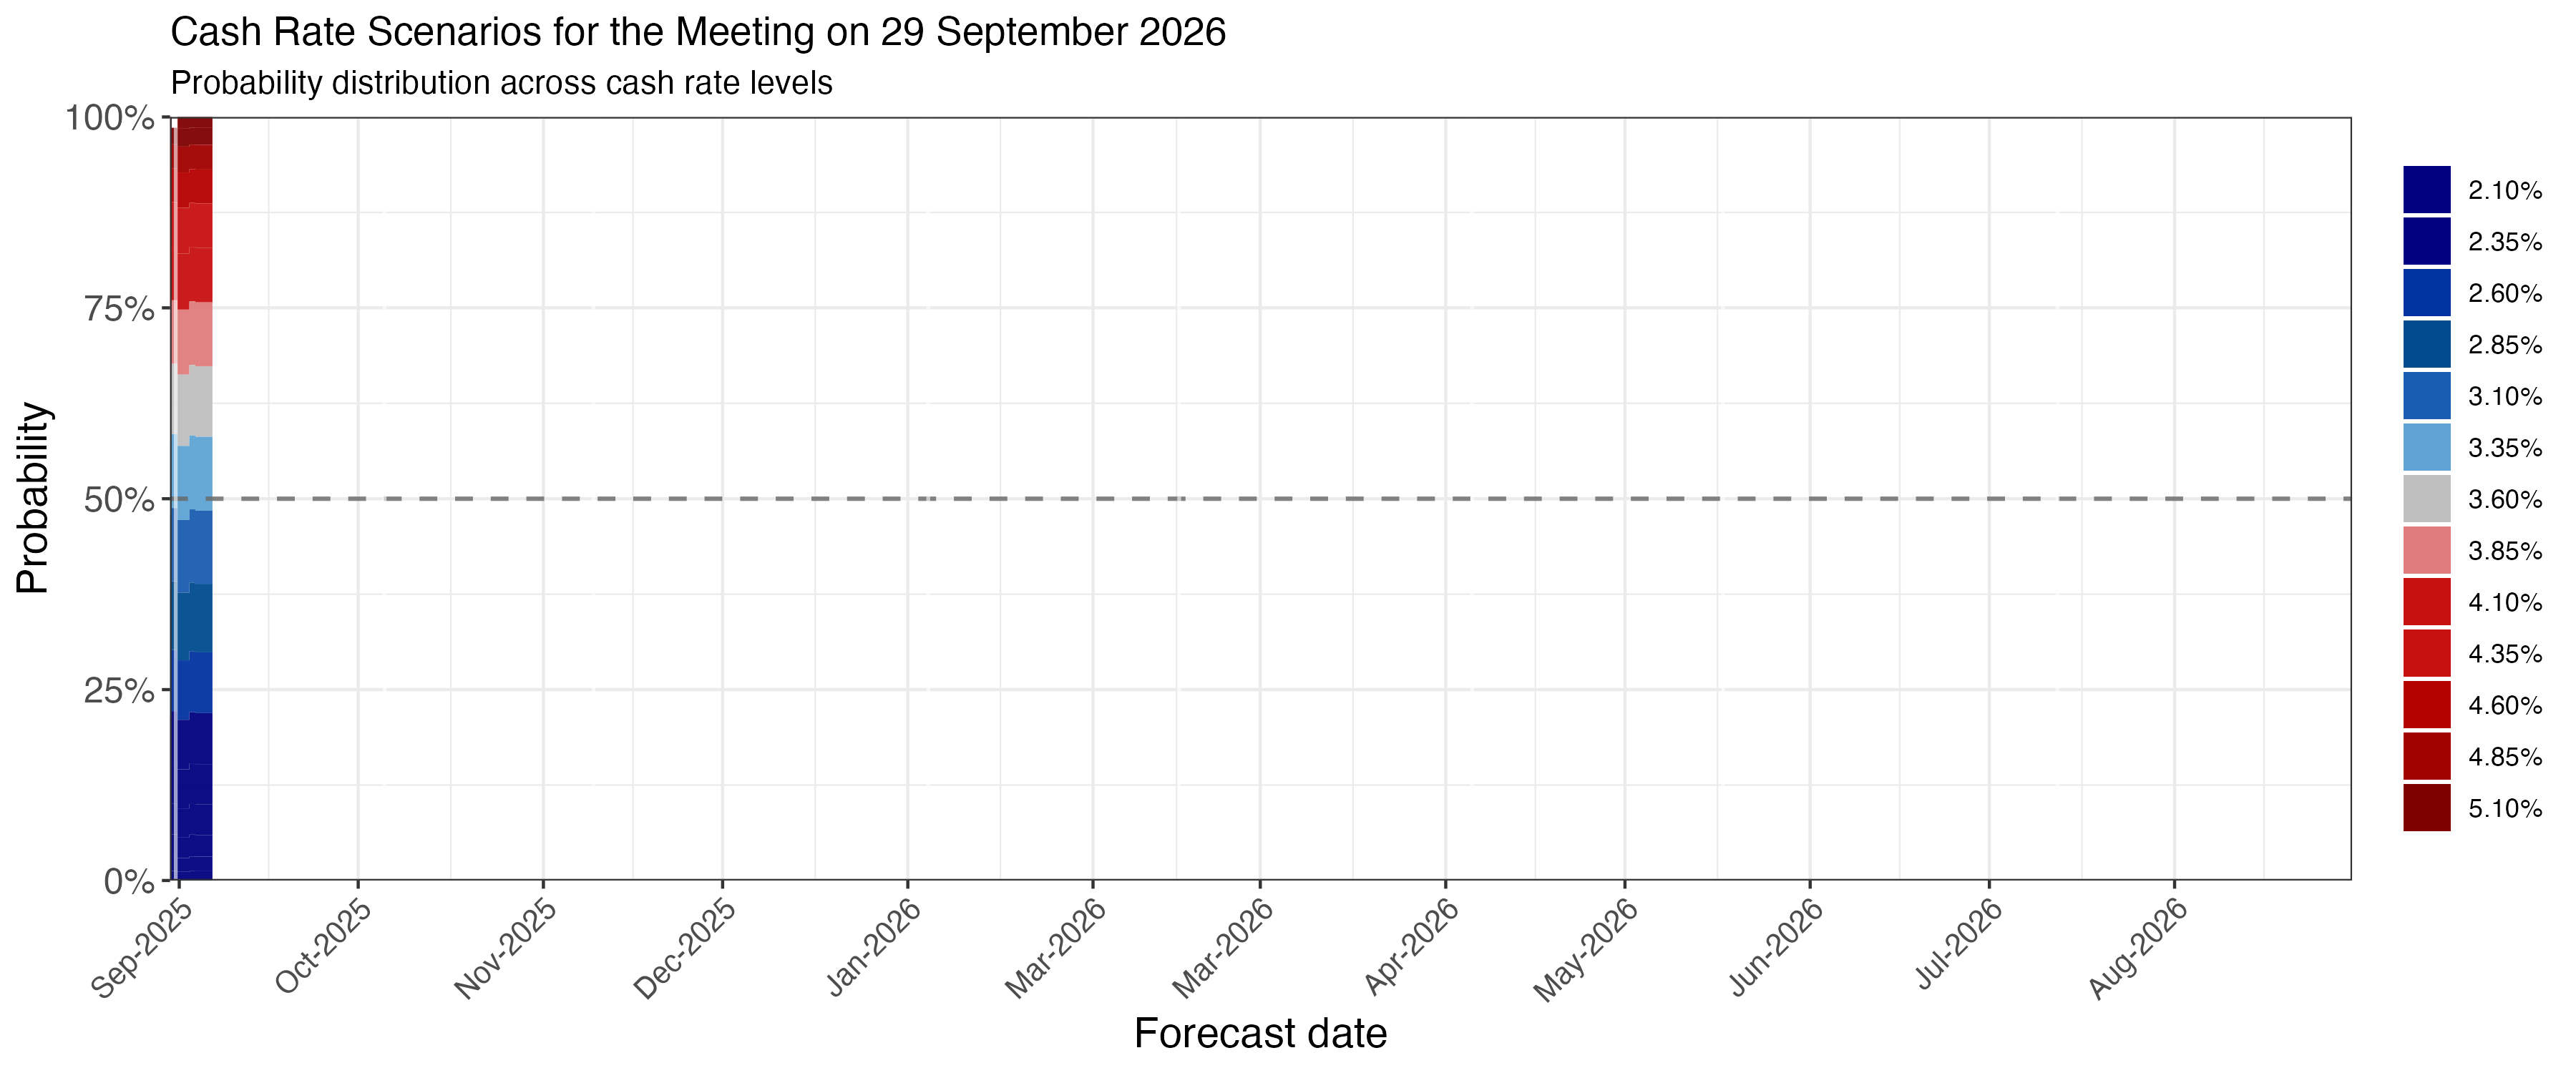 Cash Rate Scenarios for the Meeting on 29 September 2026
Probability distribution across cash rate levels
Probability
100%
75%
50%
25%
0%
Sep-2025
Oct-2025
Nov-2025
Dec-2025
Jan-2026
Mar-2026
Mar-2026
Apr-2026
May-2026
Jun-2026
Jul-2026
Aug-2026
Forecast date
2.10%
2.35%
2.60%
2.85%
3.10%
3.35%
3.60%
3.85%
4.10%
4.35%
4.60%
4.85%
5.10%